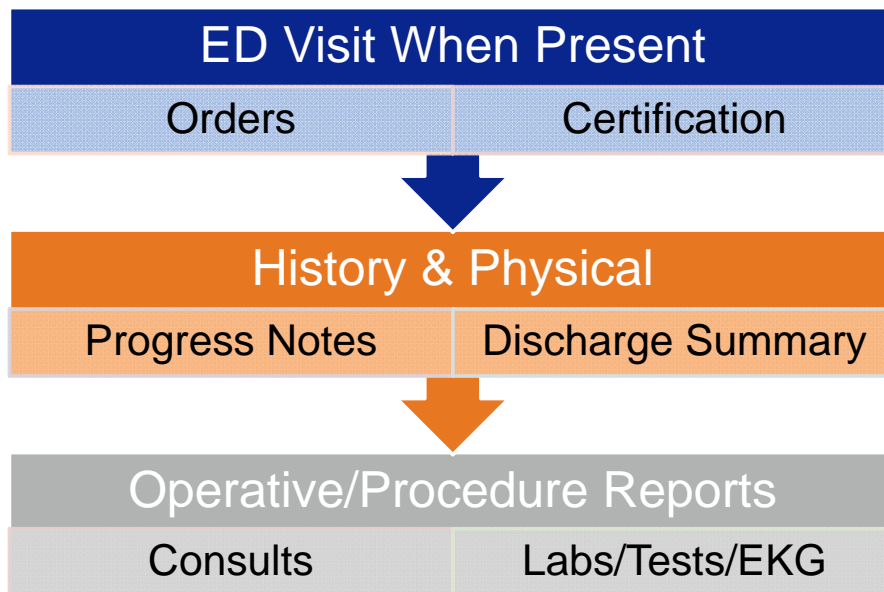 ED Visit When Present
Orders
Certification
History & Physical
Progress Notes
Discharge Summary
Operative/Procedure Reports
Consults
Labs/Tests/EKG